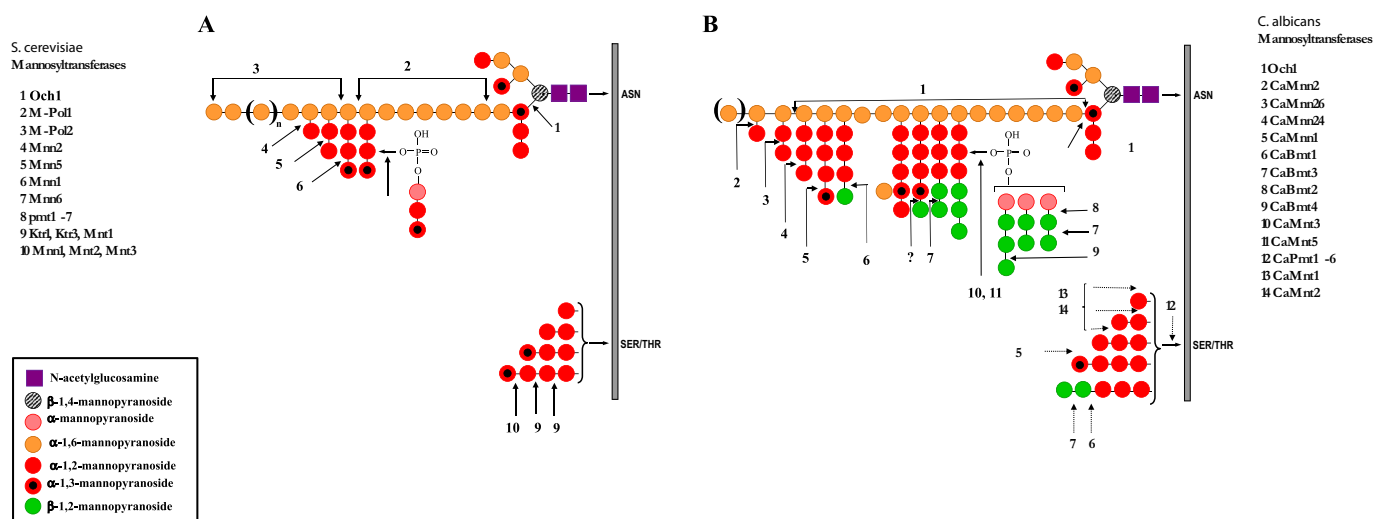 A
B
S. cerevisiae
Mannosyltransferases
1 Och1
2 M-Pol1
3 M-Pol2
4 Mnn2
5 Mnn5
6 Mnn1
7 Mnn6
8 pmt1 -7
9 Ktr1, Ktr3, Mnt1
10 Mnn1, Mnt2, Mnt3
3
2
n
4
5
6
1
OH
O
P
O
O
ASN
SER/THR
10
9
9
N-acetylglucosamine
β-1,4-mannopyranoside
α-mannopyranoside
α-1,6-mannopyranoside
α-1,2-mannopyranoside
α-1,3-mannopyranoside
β-1,2-mannopyranoside
C. albicans
Mannosyltransferases
1 Och1
2 CaMnn2
3 CaMnn26
4 CaMnn24
5 CaMnn1
6 CaBmt1
7 CaBmt3
8 CaBmt2
9 CaBmt4
10 CaMnt3
11 CaMnt5
12 CaPmt1 -6
13 CaMnt1
14 CaMnt2
1
2
3
4
5
6
?
7
10, 11
OH
O
P
O
O
1
8
7
9
ASN
13
14
12
5
SER/THR
7
6